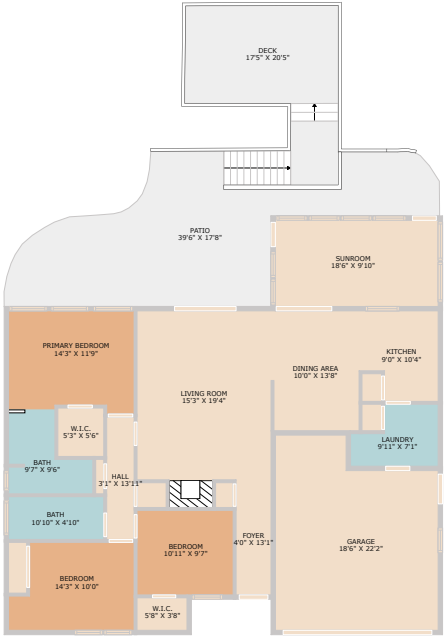 DECK
17'5" X 20'5"
PATIO
39'6" X 17'8"
SUNROOM
18'6" X 9'10"
PRIMARY BEDROOM
14'3" X 11'9"
KITCHEN
9'0" X 10'4"
DINING AREA
10'0" X 13'8"
LIVING ROOM
15'3" X 19'4"
W.I.C.
5'3" X 5'6"
LAUNDRY
9'11" X 7'1"
BATH
9'7" X 9'6"
HALL
3'1" X 13'11"
BATH
10'10" X 4'10"
FOYER
4'0" X 13'1"
GARAGE
18'6" X 22'2"
BEDROOM
10'11" X 9'7"
BEDROOM
14'3" X 10'0"
W.I.C.
5'8" X 3'8"